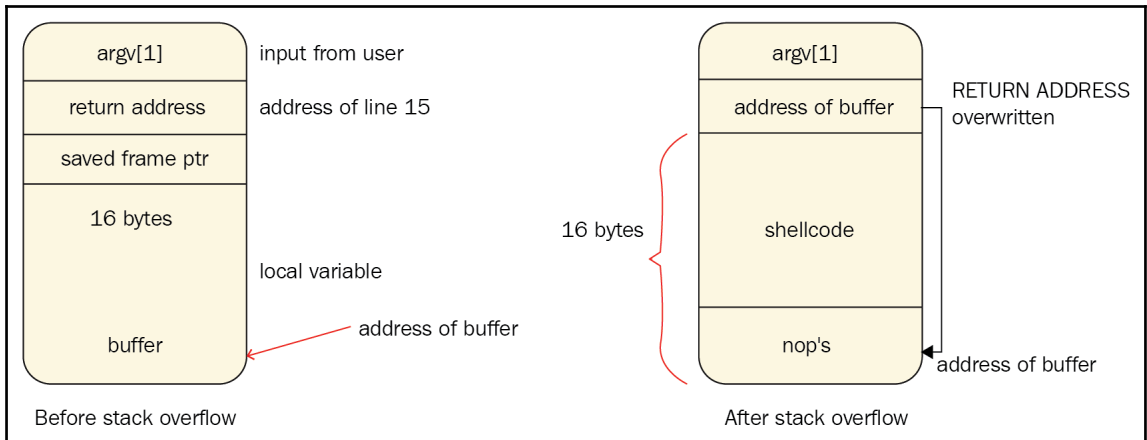 argv[1]
input from user
return address
address of line 15
saved frame ptr
16 bytes
local variable
buffer
address of buffer
Before stack overflow
argv[1]
address of buffer
RETURN ADDRESS
overwritten
16 bytes
shellcode
nop's
address of buffer
After stack overflow